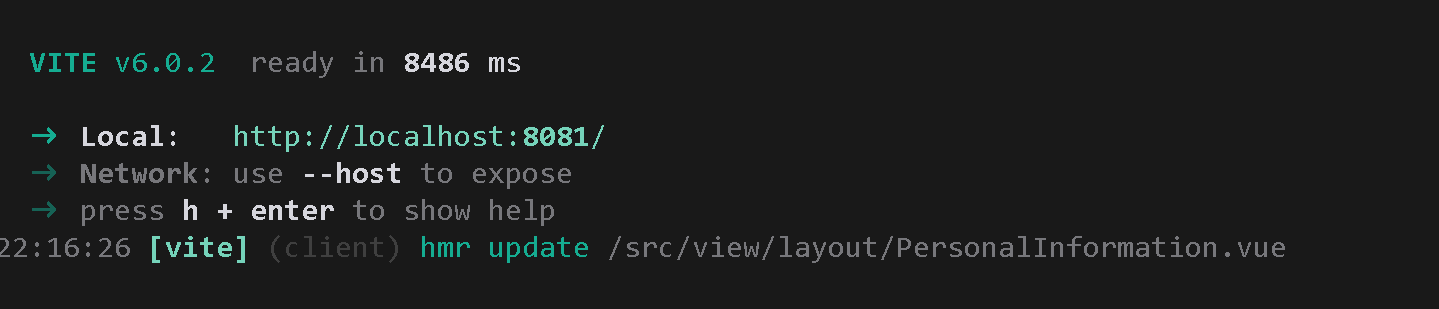 VITE v6.0.2 ready in 8486 ms
➜ Local: http://localhost:8081/
➜ Network: use --host to expose
➜ press h + enter to show help
22:16:26 [vite] (client) hmr update /src/view/layout/PersonalInformation.vue